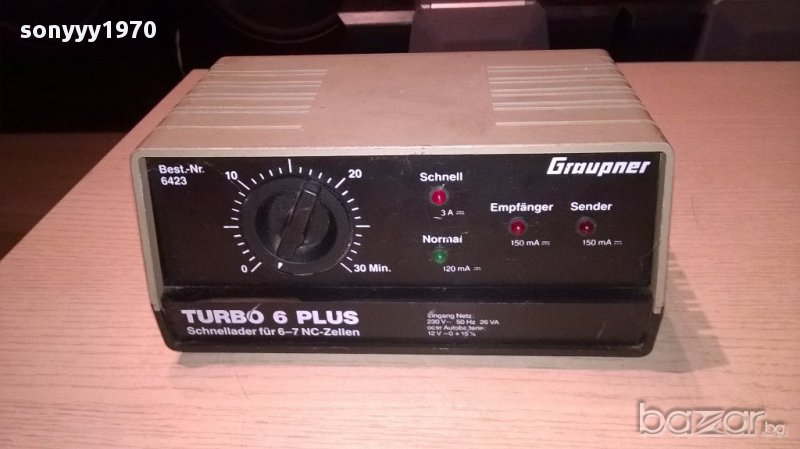 sonyyy1970
Best.-Nr.
6423
10
20
0
30 Min.
Schnell
3 A ⎓
Normal
120 mA ⎓
Graupner
Empfänger
150 mA ⎓
Sender
150 mA ⎓
TURBO 6 PLUS
Schnellader für 6–7 NC-Zellen
Eingang Netz:
230 V~ 50 Hz 26 VA
oder Autobatterie:
12 V –0 + 15 %
bazar.bg